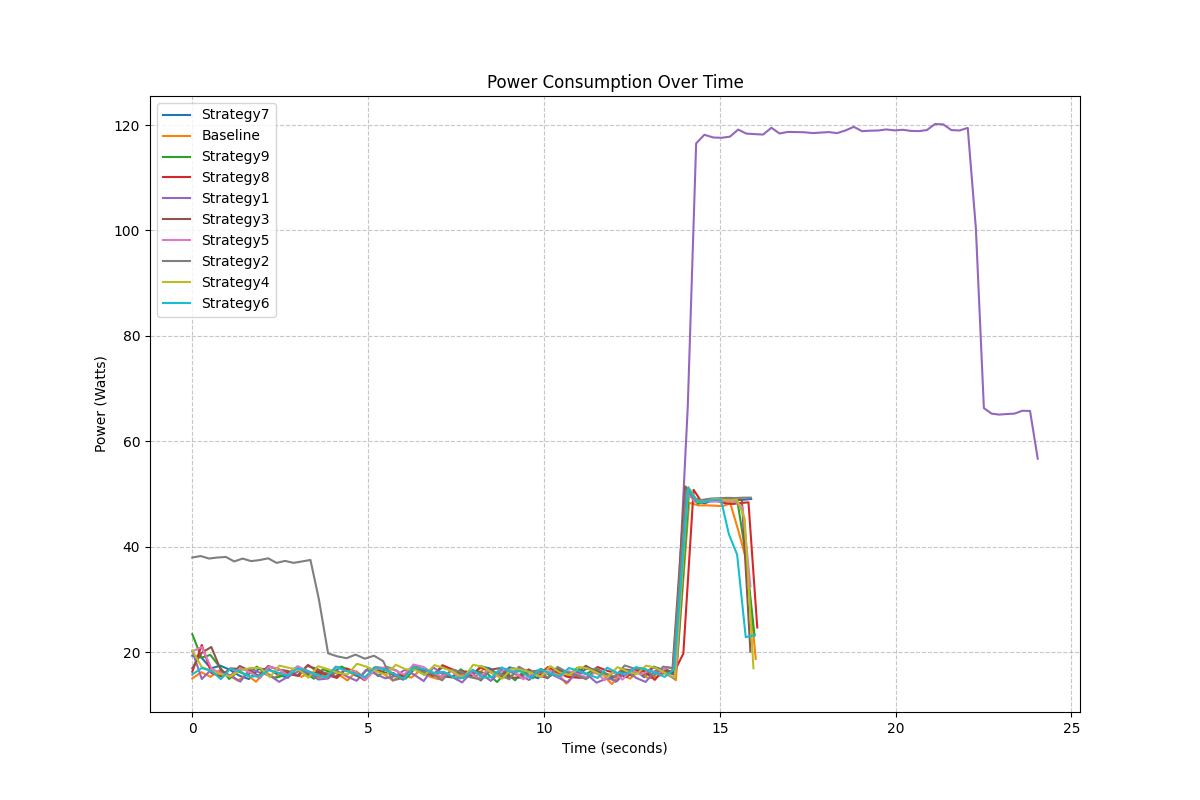 Power Consumption Over Time
Strategy7
Baseline
Strategy9
Strategy8
Strategy1
Strategy3
Strategy5
Strategy2
Strategy4
Strategy6
120
100
80
60
40
20
Power (Watts)
0 5 10 15 20 25
Time (seconds)